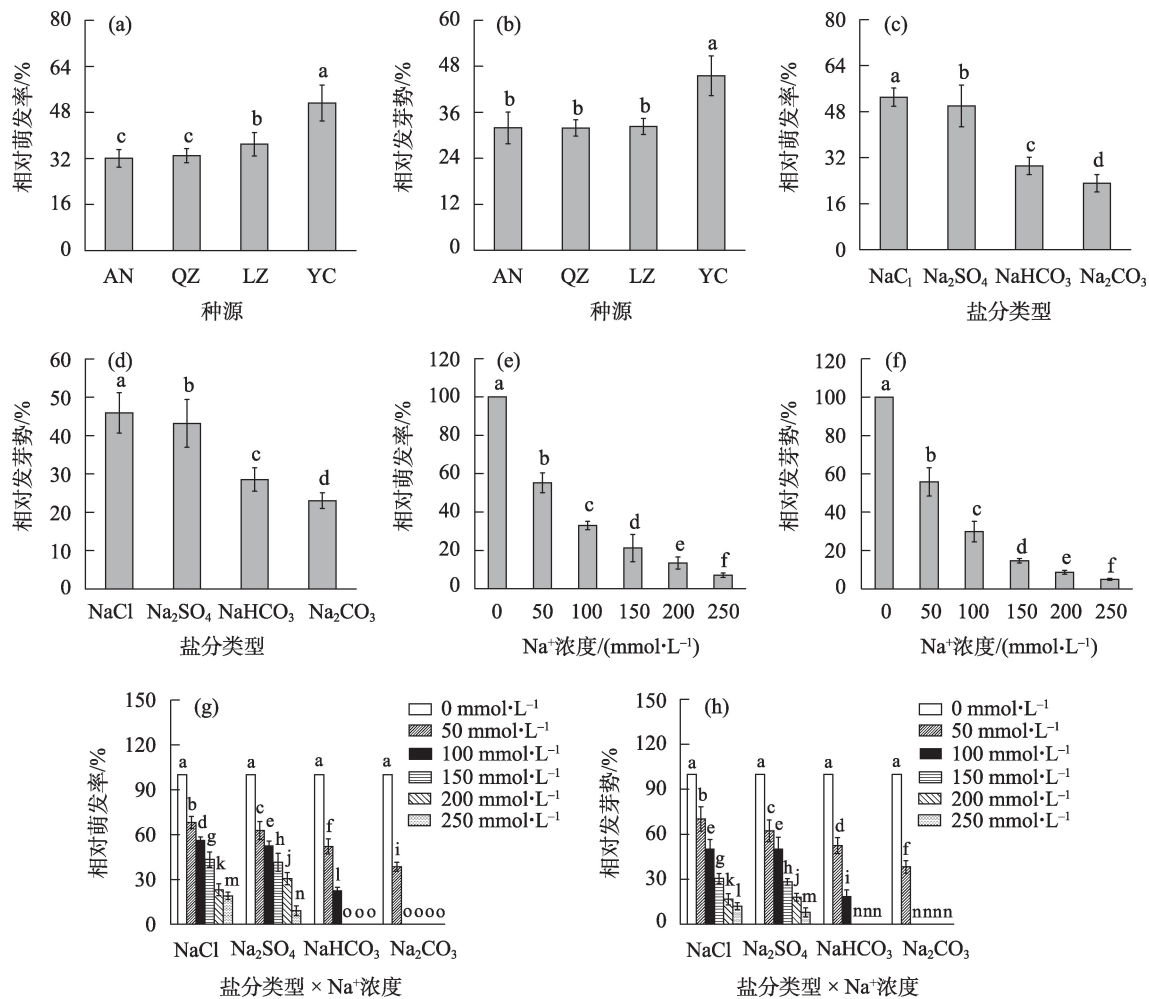 (a)
相对萌发率/%
80
64
48
32
16
0
c
c
b
a
AN QZ LZ YC
种源
(b)
相对发芽势/%
60
48
36
24
12
0
b
b
b
a
AN QZ LZ YC
种源
(c)
相对萌发率/%
80
64
48
32
16
0
a
b
c
d
NaCl Na₂SO₄ NaHCO₃ Na₂CO₃
盐分类型
(d)
相对发芽势/%
60
50
40
30
20
10
0
a
b
c
d
NaCl Na₂SO₄ NaHCO₃ Na₂CO₃
盐分类型
(e)
相对萌发率/%
120
100
80
60
40
20
0
a
b
c
d
e
f
0 50 100 150 200 250
Na⁺浓度/(mmol·L⁻¹)
(f)
相对发芽势/%
120
100
80
60
40
20
0
a
b
c
d
e
f
0 50 100 150 200 250
Na⁺浓度/(mmol·L⁻¹)
(g)
相对萌发率/%
150
120
90
60
30
0
0 mmol·L⁻¹
50 mmol·L⁻¹
100 mmol·L⁻¹
150 mmol·L⁻¹
200 mmol·L⁻¹
250 mmol·L⁻¹
a b d g k m
a c e h j n
a f l o o o
a i o o o o
NaCl Na₂SO₄ NaHCO₃ Na₂CO₃
盐分类型 × Na⁺浓度
(h)
相对发芽势/%
150
120
90
60
30
0
0 mmol·L⁻¹
50 mmol·L⁻¹
100 mmol·L⁻¹
150 mmol·L⁻¹
200 mmol·L⁻¹
250 mmol·L⁻¹
a b e g k l
a c e h j m
a d i n n n
a f n n n n
NaCl Na₂SO₄ NaHCO₃ Na₂CO₃
盐分类型 × Na⁺浓度